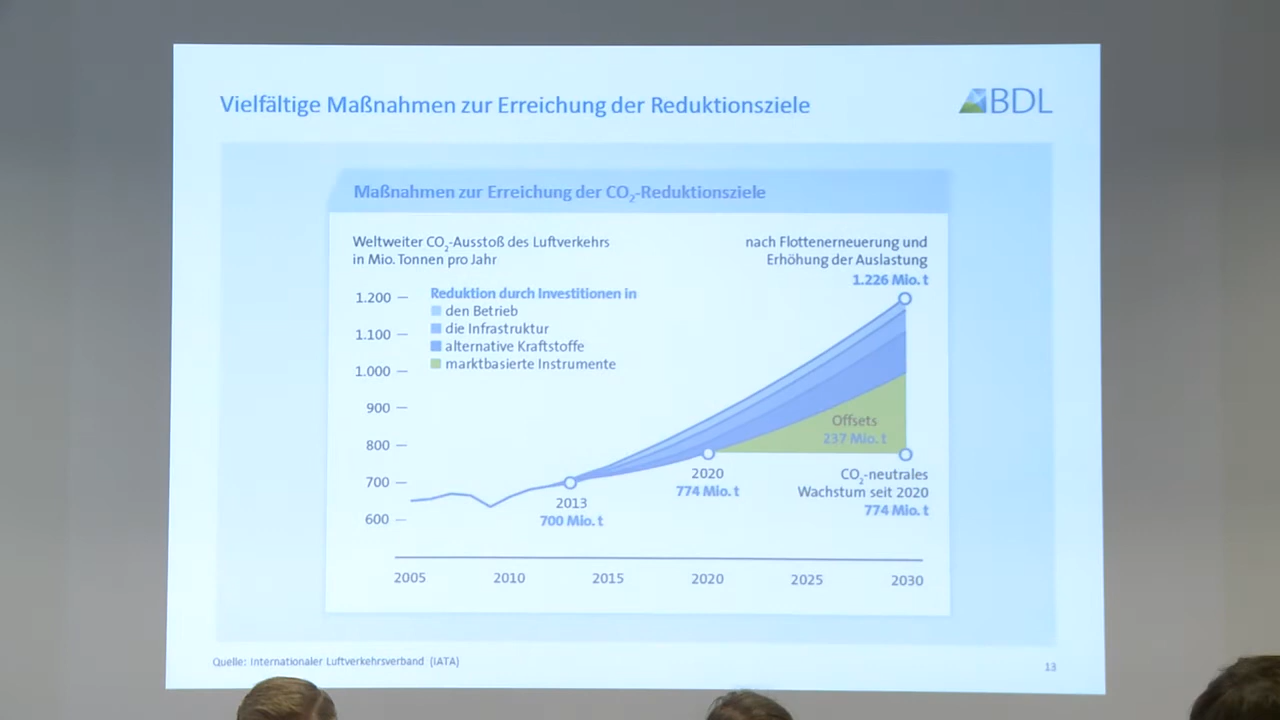 Vielfältige Maßnahmen zur Erreichung der Reduktionsziele
BDL
Maßnahmen zur Erreichung der CO₂-Reduktionsziele
Weltweiter CO₂-Ausstoß des Luftverkehrs
in Mio. Tonnen pro Jahr
nach Flottenerneuerung und
Erhöhung der Auslastung
1.226 Mio. t
Reduktion durch Investitionen in
den Betrieb
die Infrastruktur
alternative Kraftstoffe
marktbasierte Instrumente
1.200
1.100
1.000
900
800
700
600
Offsets
237 Mio. t
2013
700 Mio. t
2020
774 Mio. t
CO₂-neutrales
Wachstum seit 2020
774 Mio. t
2005 2010 2015 2020 2025 2030
Quelle: Internationaler Luftverkehrsverband (IATA)
13